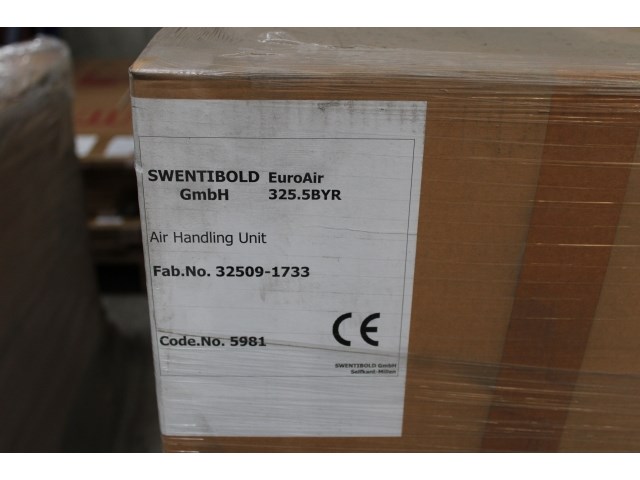 SWENTIBOLD EuroAir
GmbH 325.5BYR
Air Handling Unit
Fab.No. 32509-1733
CE
Code.No. 5981
SWENTIBOLD GmbH